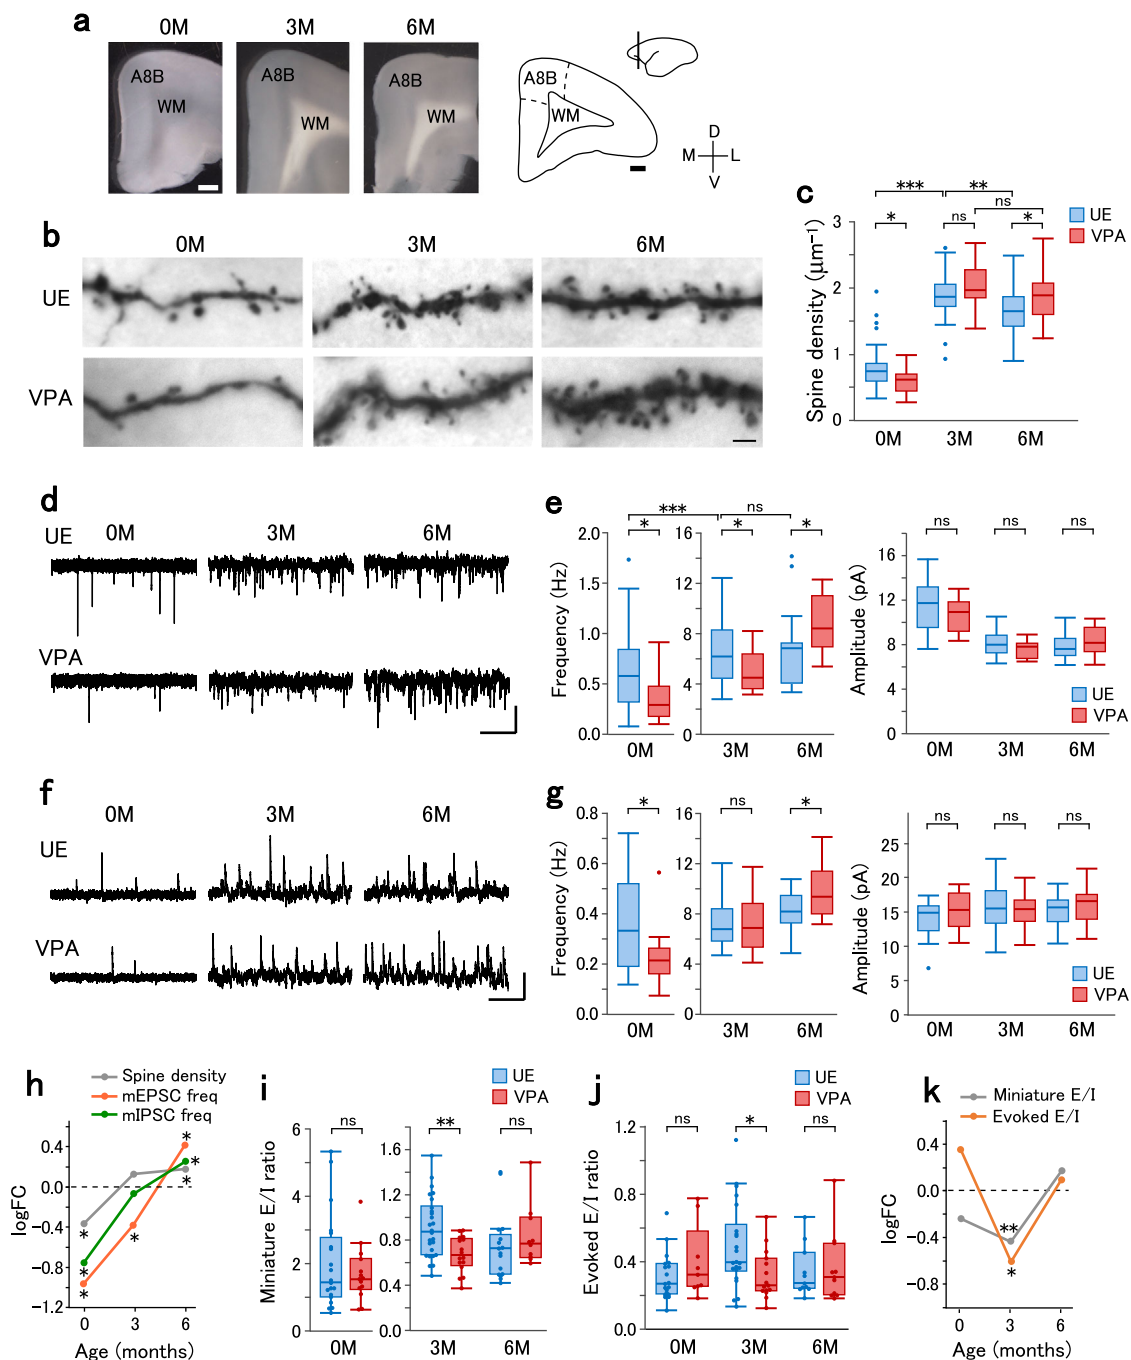 a
0M 3M 6M
A8B A8B A8B A8B
WM WM WM WM
D
M L
V
b
0M 3M 6M
UE
VPA
c
*** **
ns
* ns *
UE
VPA
Spine density (μm⁻¹)
3
2
1
0
0M 3M 6M
d
UE
0M 3M 6M
VPA
e
*** ns
* * *
Frequency (Hz)
2.0
1.5
1.0
0.5
0.0
0M
16
12
8
4
0
3M 6M
ns ns ns
Amplitude (pA)
16
12
8
4
0
UE
VPA
0M 3M 6M
f
0M 3M 6M
UE
VPA
g
* ns *
Frequency (Hz)
0.8
0.6
0.4
0.2
0.0
0M
16
12
8
4
0
3M 6M
ns ns ns
Amplitude (pA)
25
20
15
10
5
0
UE
VPA
0M 3M 6M
h
Spine density
mEPSC freq
mIPSC freq
logFC
0.4
0.0
−0.4
−0.8
−1.2
* * * * * * *
0 3 6
Age (months)
i
UE
VPA
ns ** ns
Miniature E/I ratio
6
4
2
0
0M
1.6
1.2
0.8
0.4
0.0
3M 6M
j
UE
VPA
ns * ns
Evoked E/I ratio
1.2
0.8
0.4
0.0
0M 3M 6M
k
Miniature E/I
Evoked E/I
logFC
0.4
0.0
−0.4
−0.8
**
*
0 3 6
Age (months)